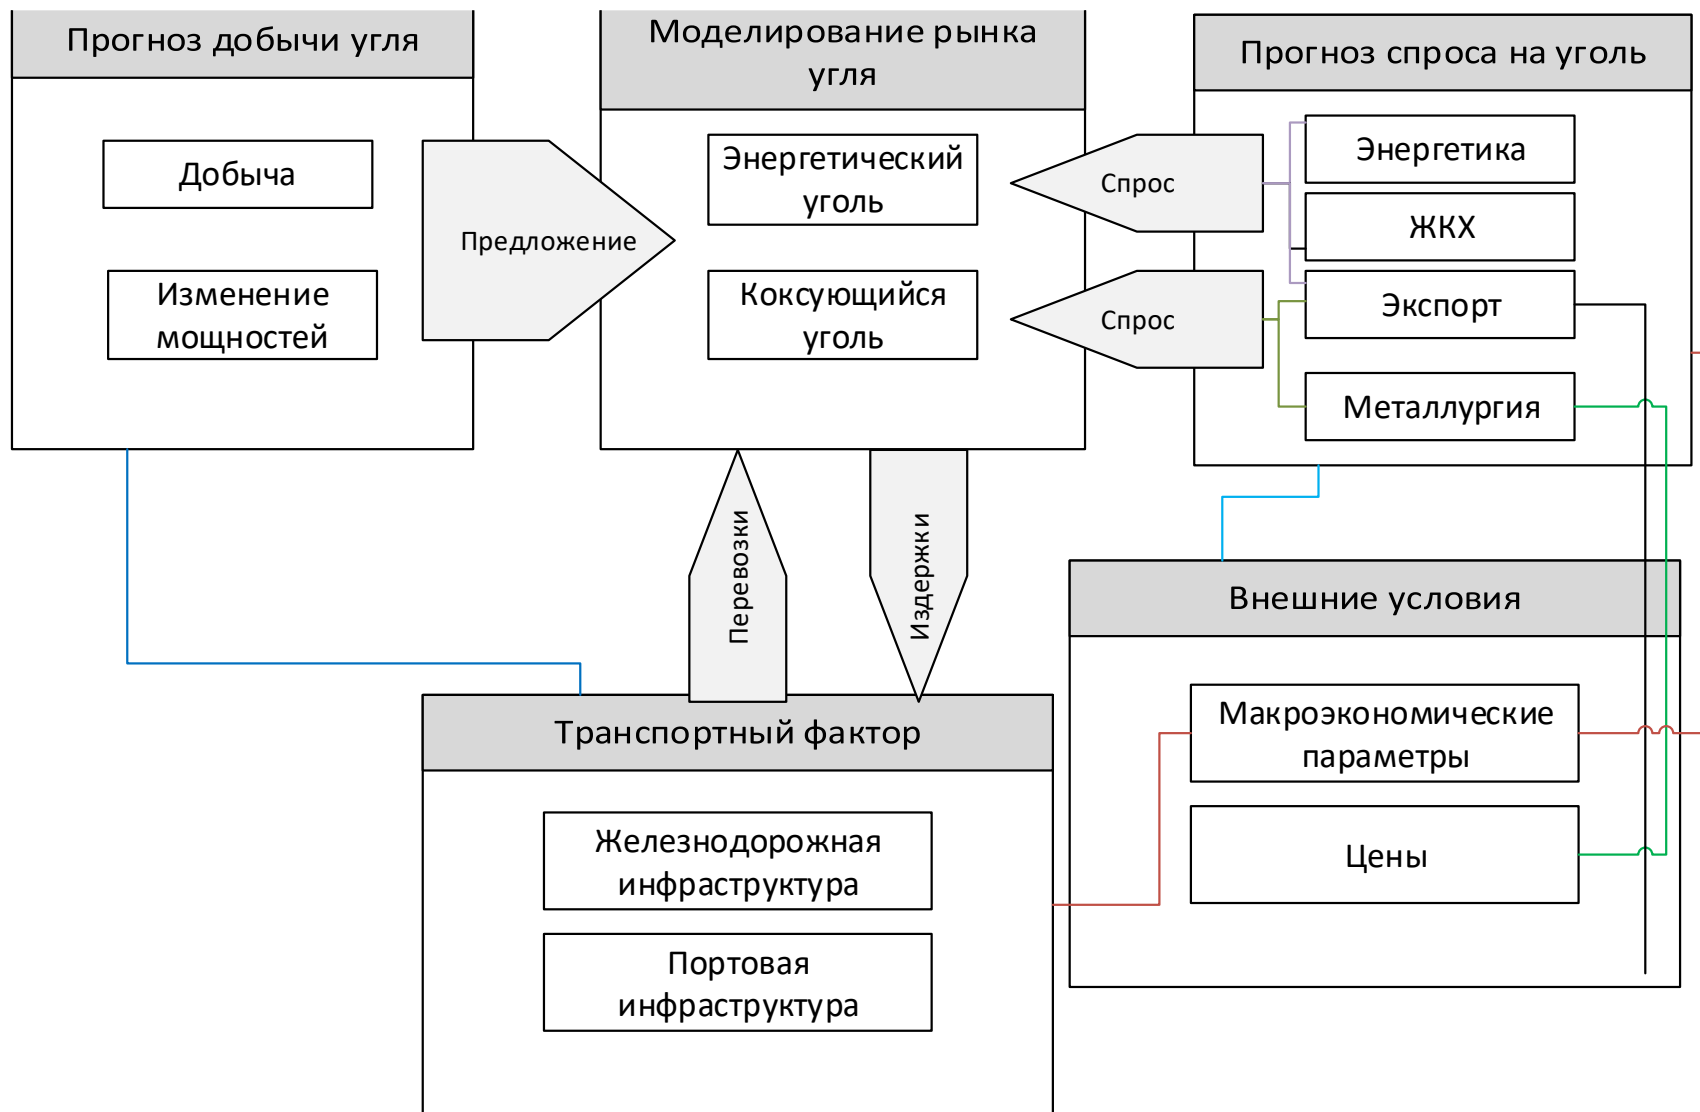 Прогноз добычи угля
Добыча
Изменение
мощностей
Предложение
Моделирование рынка
угля
Энергетический
уголь
Коксующийся
уголь
Спрос
Спрос
Прогноз спроса на уголь
Энергетика
ЖКХ
Экспорт
Металлургия
Перевозки
Издержки
Транспортный фактор
Железнодорожная
инфраструктура
Портовая
инфраструктура
Внешние условия
Макроэкономические
параметры
Цены